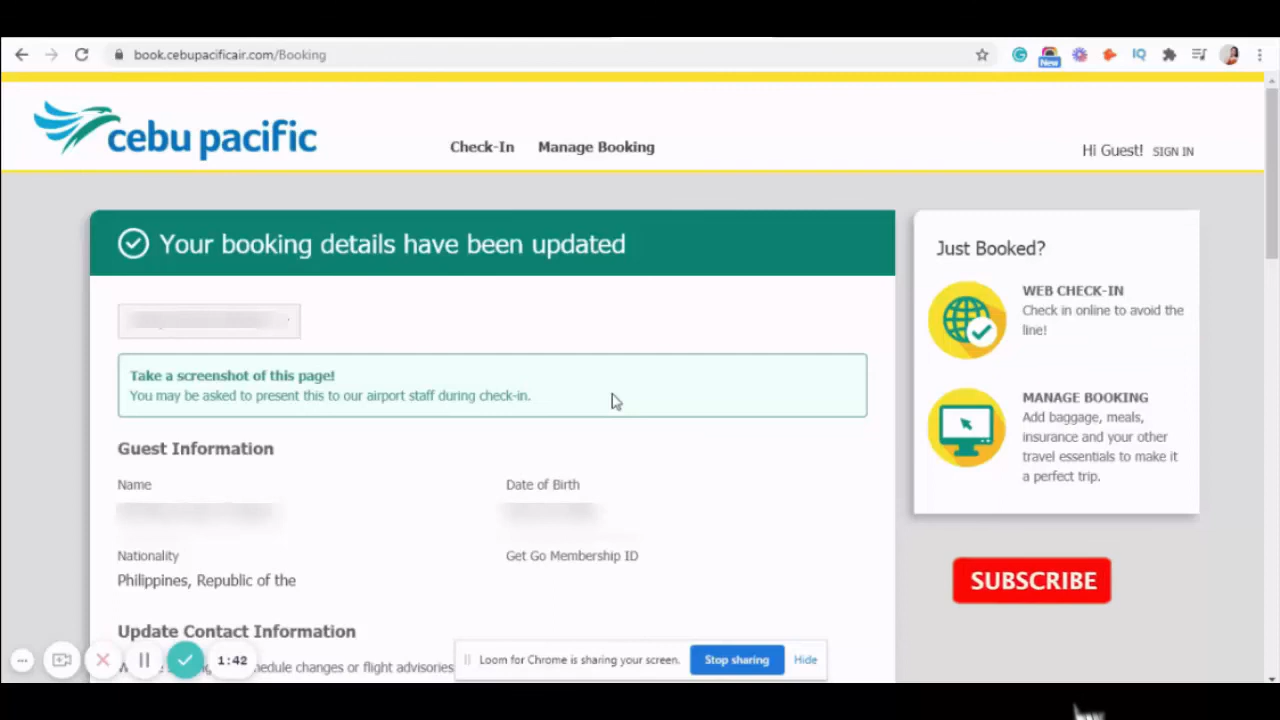 book.cebupacificair.com/Booking
New
IQ
cebu pacific
Check-In
Manage Booking
Hi Guest! SIGN IN
Your booking details have been updated
Take a screenshot of this page!
You may be asked to present this to our airport staff during check-in.
Guest Information
Name
Date of Birth
Nationality
Get Go Membership ID
Philippines, Republic of the
Update Contact Information
hedule changes or flight advisories
Just Booked?
WEB CHECK-IN
Check in online to avoid the
line!
MANAGE BOOKING
Add baggage, meals,
insurance and your other
travel essentials to make it
a perfect trip.
SUBSCRIBE
1:42
Loom for Chrome is sharing your screen.
Stop sharing
Hide